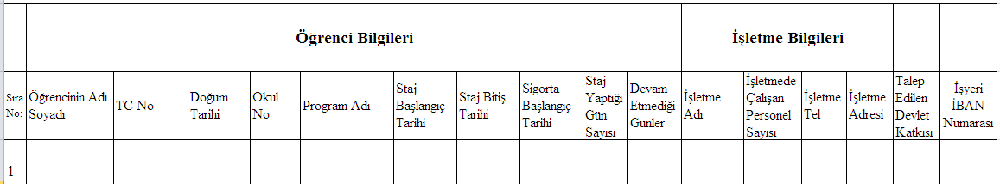 Öğrenci Bilgileri
İşletme Bilgileri
Sıra
No:
Öğrencinin Adı
Soyadı
TC No
Doğum
Tarihi
Okul
No
Program Adı
Staj
Başlangıç
Tarihi
Staj Bitiş
Tarihi
Sigorta
Başlangıç
Tarihi
Staj
Yaptığı
Gün
Sayısı
Devam
Etmediği
Günler
İşletme
Adı
İşletmede
Çalışan
Personel
Sayısı
İşletme
Tel
İşletme
Adresi
Talep
Edilen
Devlet
Katkısı
İşyeri
İBAN
Numarası
1